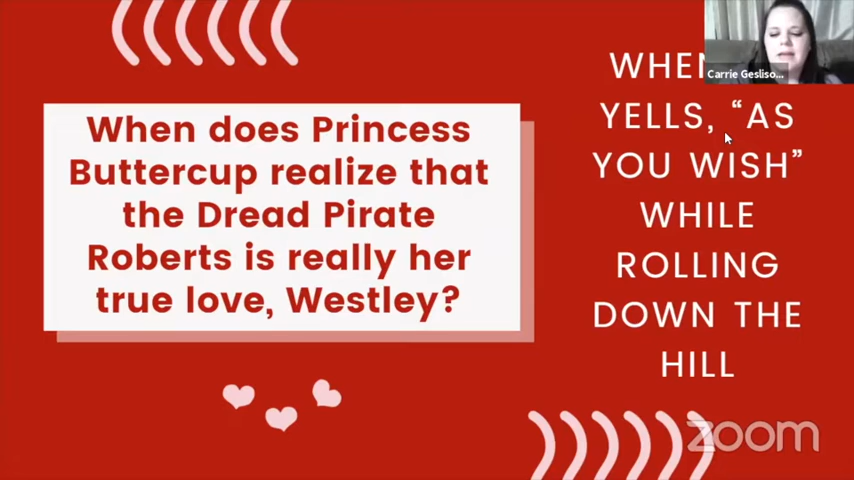 When does Princess
Buttercup realize that
the Dread Pirate
Roberts is really her
true love, Westley?
WHEN
YELLS, “AS
YOU WISH”
WHILE
ROLLING
DOWN THE
HILL
Carrie Gesliso...
zoom